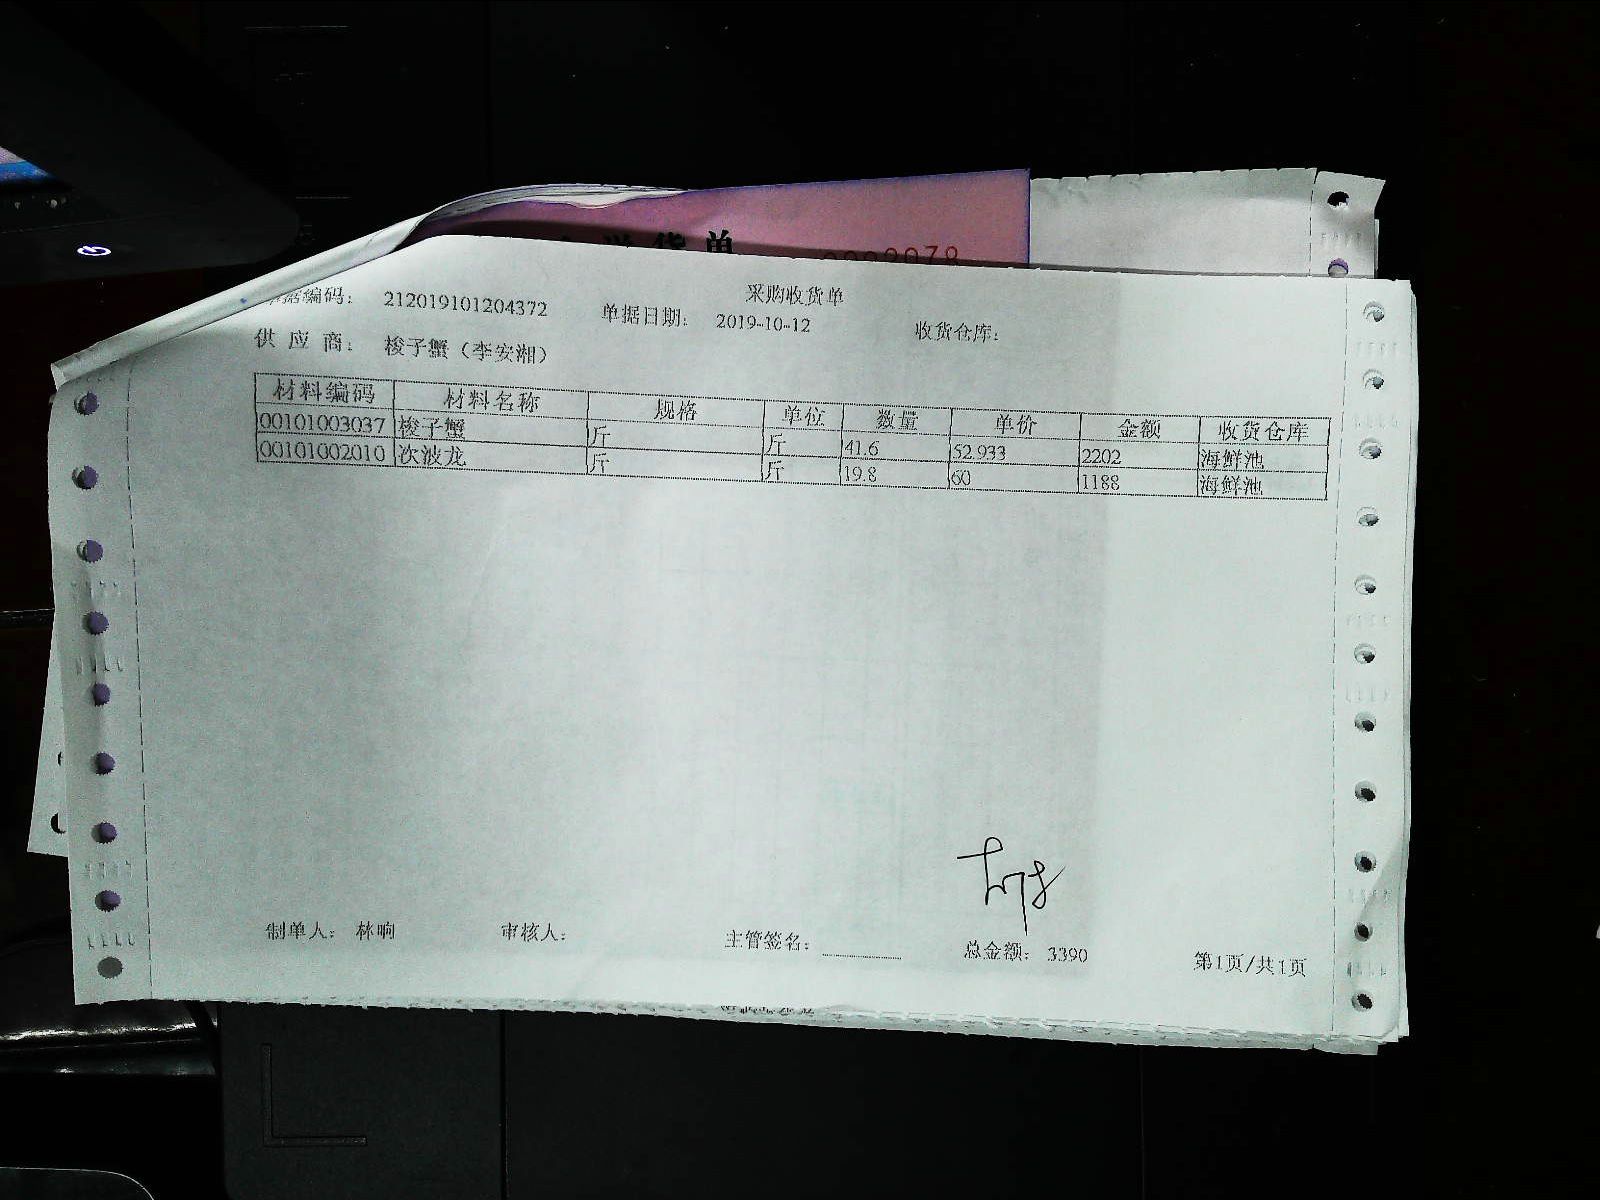 货单
采购收货单
据编码: 212019101204372 单据日期: 2019-10-12 收货仓库:
供应商: 梭子蟹（李安湘）
材料编码 材料名称 规格 单位 数量 单价 金额 收货仓库
00101003037 梭子蟹 斤 斤 41.6 52.933 2202 海鲜池
00101002010 次波龙 斤 斤 19.8 60 1188 海鲜池
制单人: 林响 审核人: 主管签名: 总金额: 3390 第1页/共1页